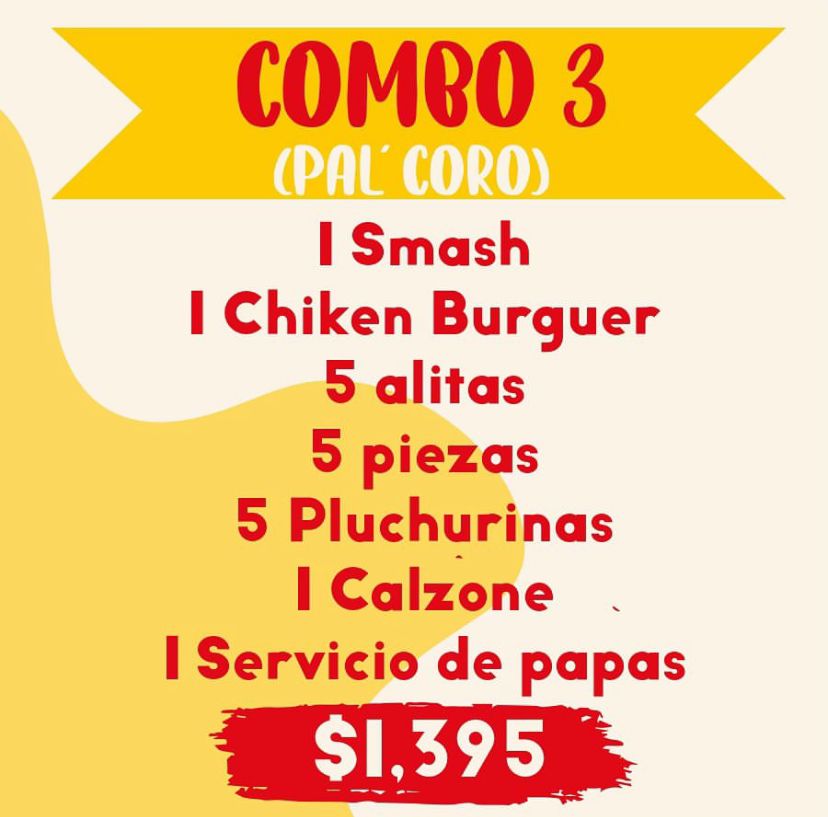 COMBO 3
(PAL´ CORO)
1 Smash
1 Chiken Burguer
5 alitas
5 piezas
5 Pluchurinas
1 Calzone
1 Servicio de papas
$1,395